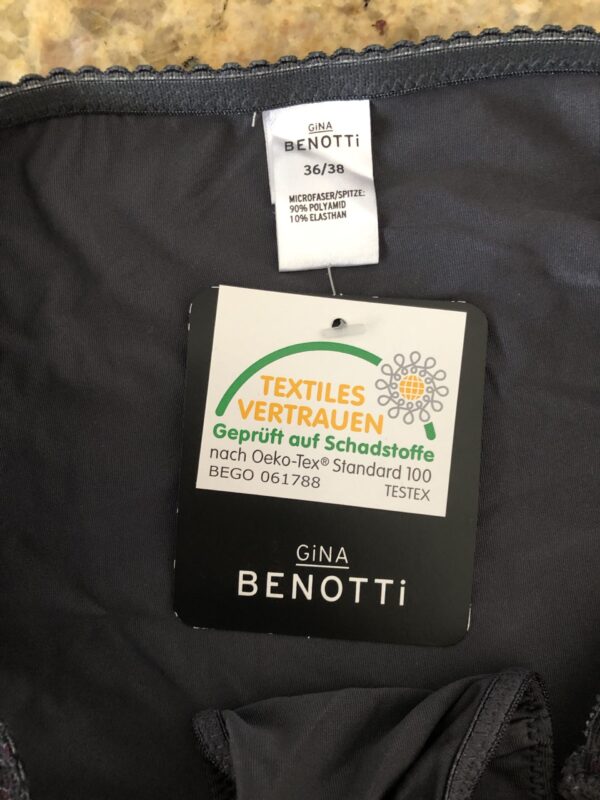 GiNA
BENOTTi
36/38
MICROFASER/SPITZE:
90% POLYAMID
10% ELASTHAN
TEXTILES
VERTRAUEN
Geprüft auf Schadstoffe
nach Oeko-Tex® Standard 100
BEGO 061788
TESTEX
GiNA
BENOTTi